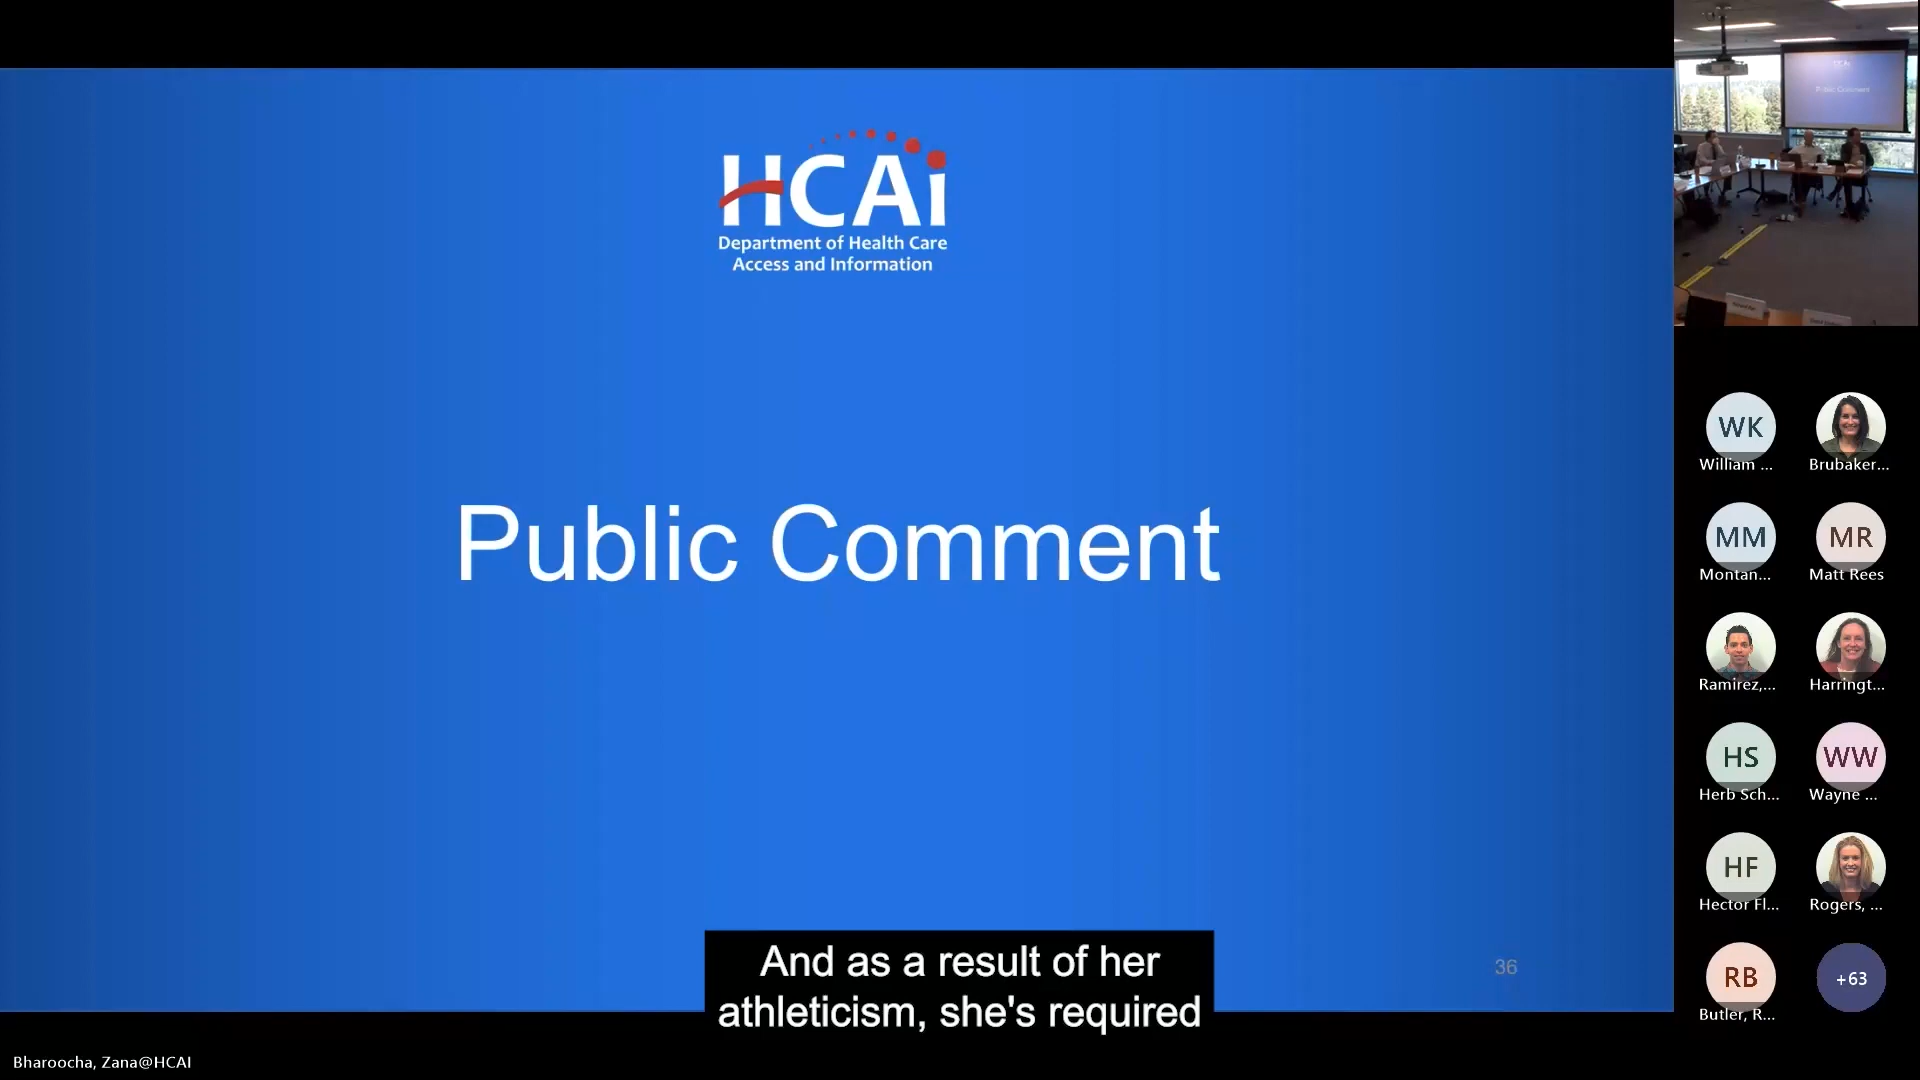 HCAi
Department of Health Care
Access and Information
Public Comment
36
And as a result of her
athleticism, she's required
Bharoocha, Zana@HCAI
Public Comment
WK
William ...
Brubaker...
MM
Montan...
MR
Matt Rees
Ramirez,...
Harringt...
HS
Herb Sch...
WW
Wayne ...
HF
Hector Fl...
Rogers, ...
RB
Butler, R...
+63